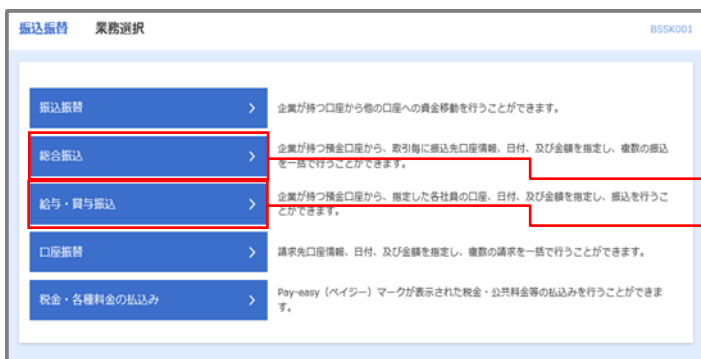 振込振替 業務選択 BSSK001
振込振替 >
企業が持つ口座から他の口座への資金移動を行うことができます。
総合振込 >
企業が持つ預金口座から、取引毎に振込先口座情報、日付、及び金額を指定し、複数の振込
を一括で行うことができます。
給与・賞与振込 >
企業が持つ預金口座から、指定した各社員の口座、日付、及び金額を指定し、振込を行うこ
とができます。
口座振替 >
請求先口座情報、日付、及び金額を指定し、複数の請求を一括で行うことができます。
税金・各種料金の払込み >
Pay-easy（ペイジー）マークが表示された税金・公共料金等の払込みを行うことができま
す。